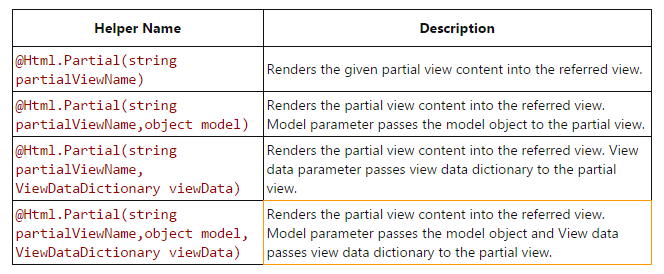 Helper Name
Description
@Html.Partial(string
partialViewName)
Renders the given partial view content into the referred view.
@Html.Partial(string
partialViewName,object model)
Renders the partial view content into the referred view.
Model parameter passes the model object to the partial view.
@Html.Partial(string
partialViewName,
ViewDataDictionary viewData)
Renders the partial view content into the referred view. View
data parameter passes view data dictionary to the partial
view.
@Html.Partial(string
partialViewName,object model,
ViewDataDictionary viewData)
Renders the partial view content into the referred view.
Model parameter passes the model object and View data
passes view data dictionary to the partial view.